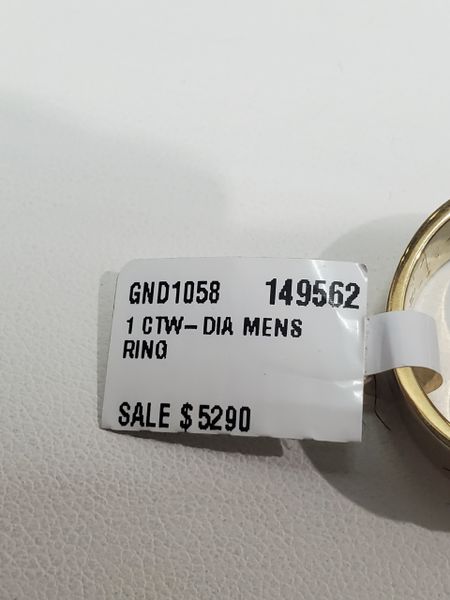 GND1058 149562
1 CTW-DIA MENS
RING
SALE $5290